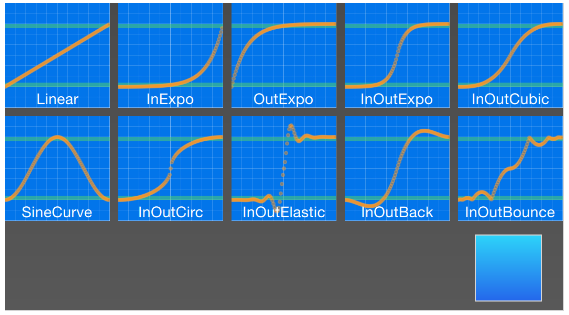 Linear
InExpo
OutExpo
InOutExpo
InOutCubic
SineCurve
InOutCirc
InOutElastic
InOutBack
InOutBounce